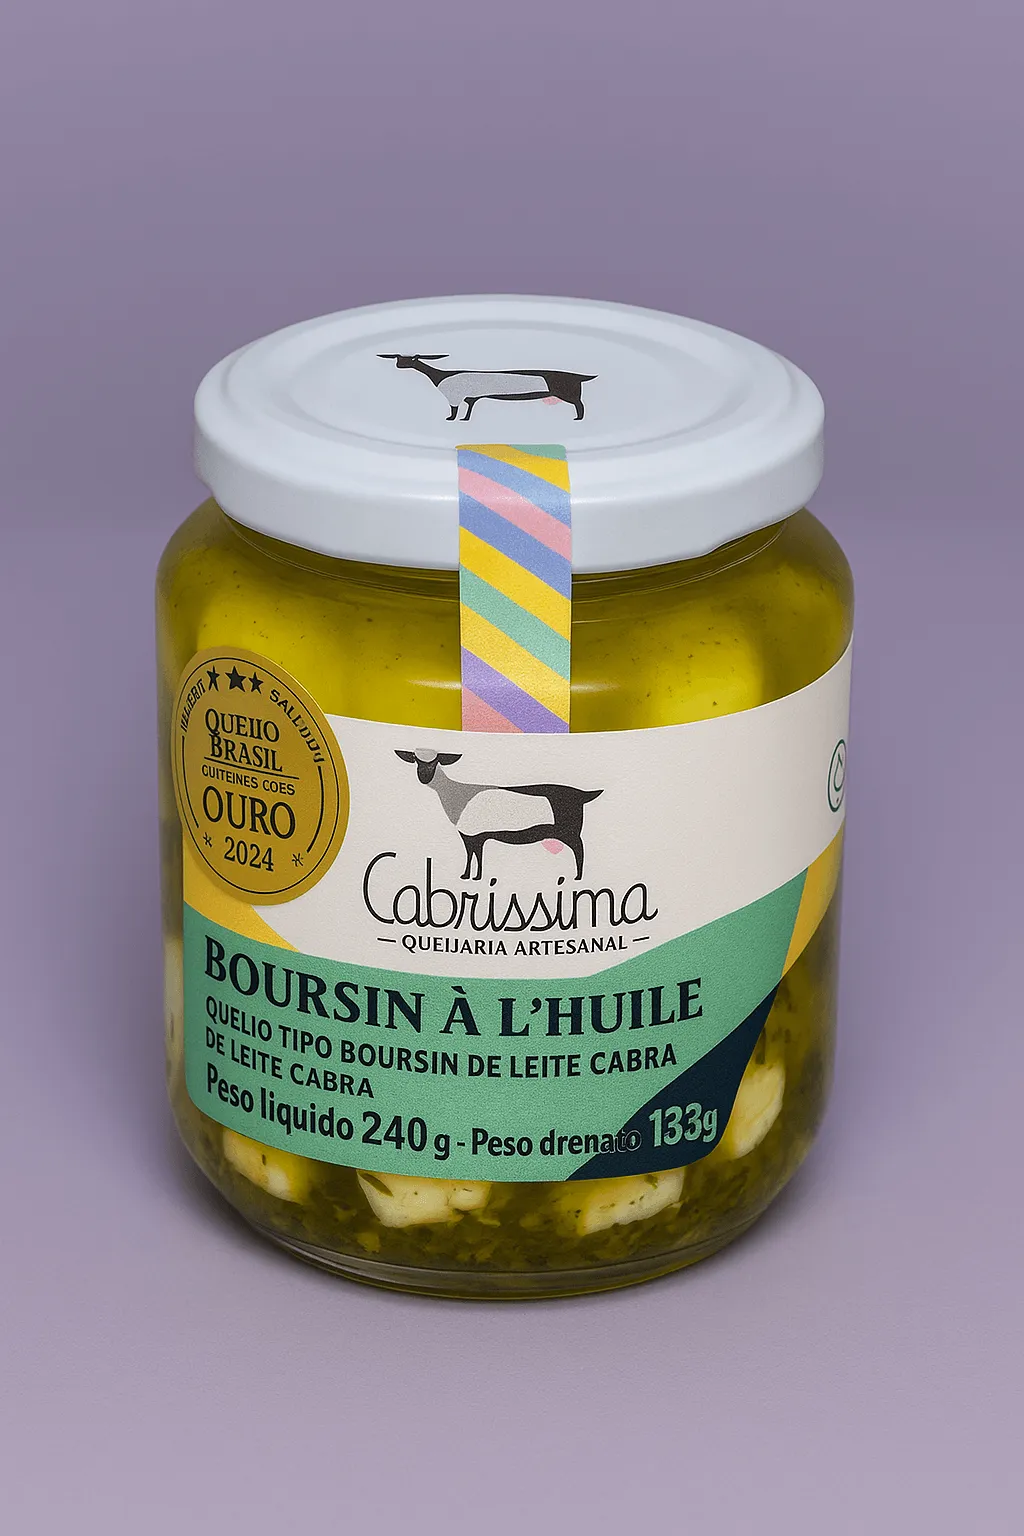 QUEIJO
BRASIL
GUITEINES COES
OURO
2024
Cabrissima
QUEIJARIA ARTESANAL
BOURSIN À L'HUILE
QUELIO TIPO BOURSIN DE LEITE CABRA
DE LEITE CABRA
Peso liquido 240 g - Peso drenato 133g